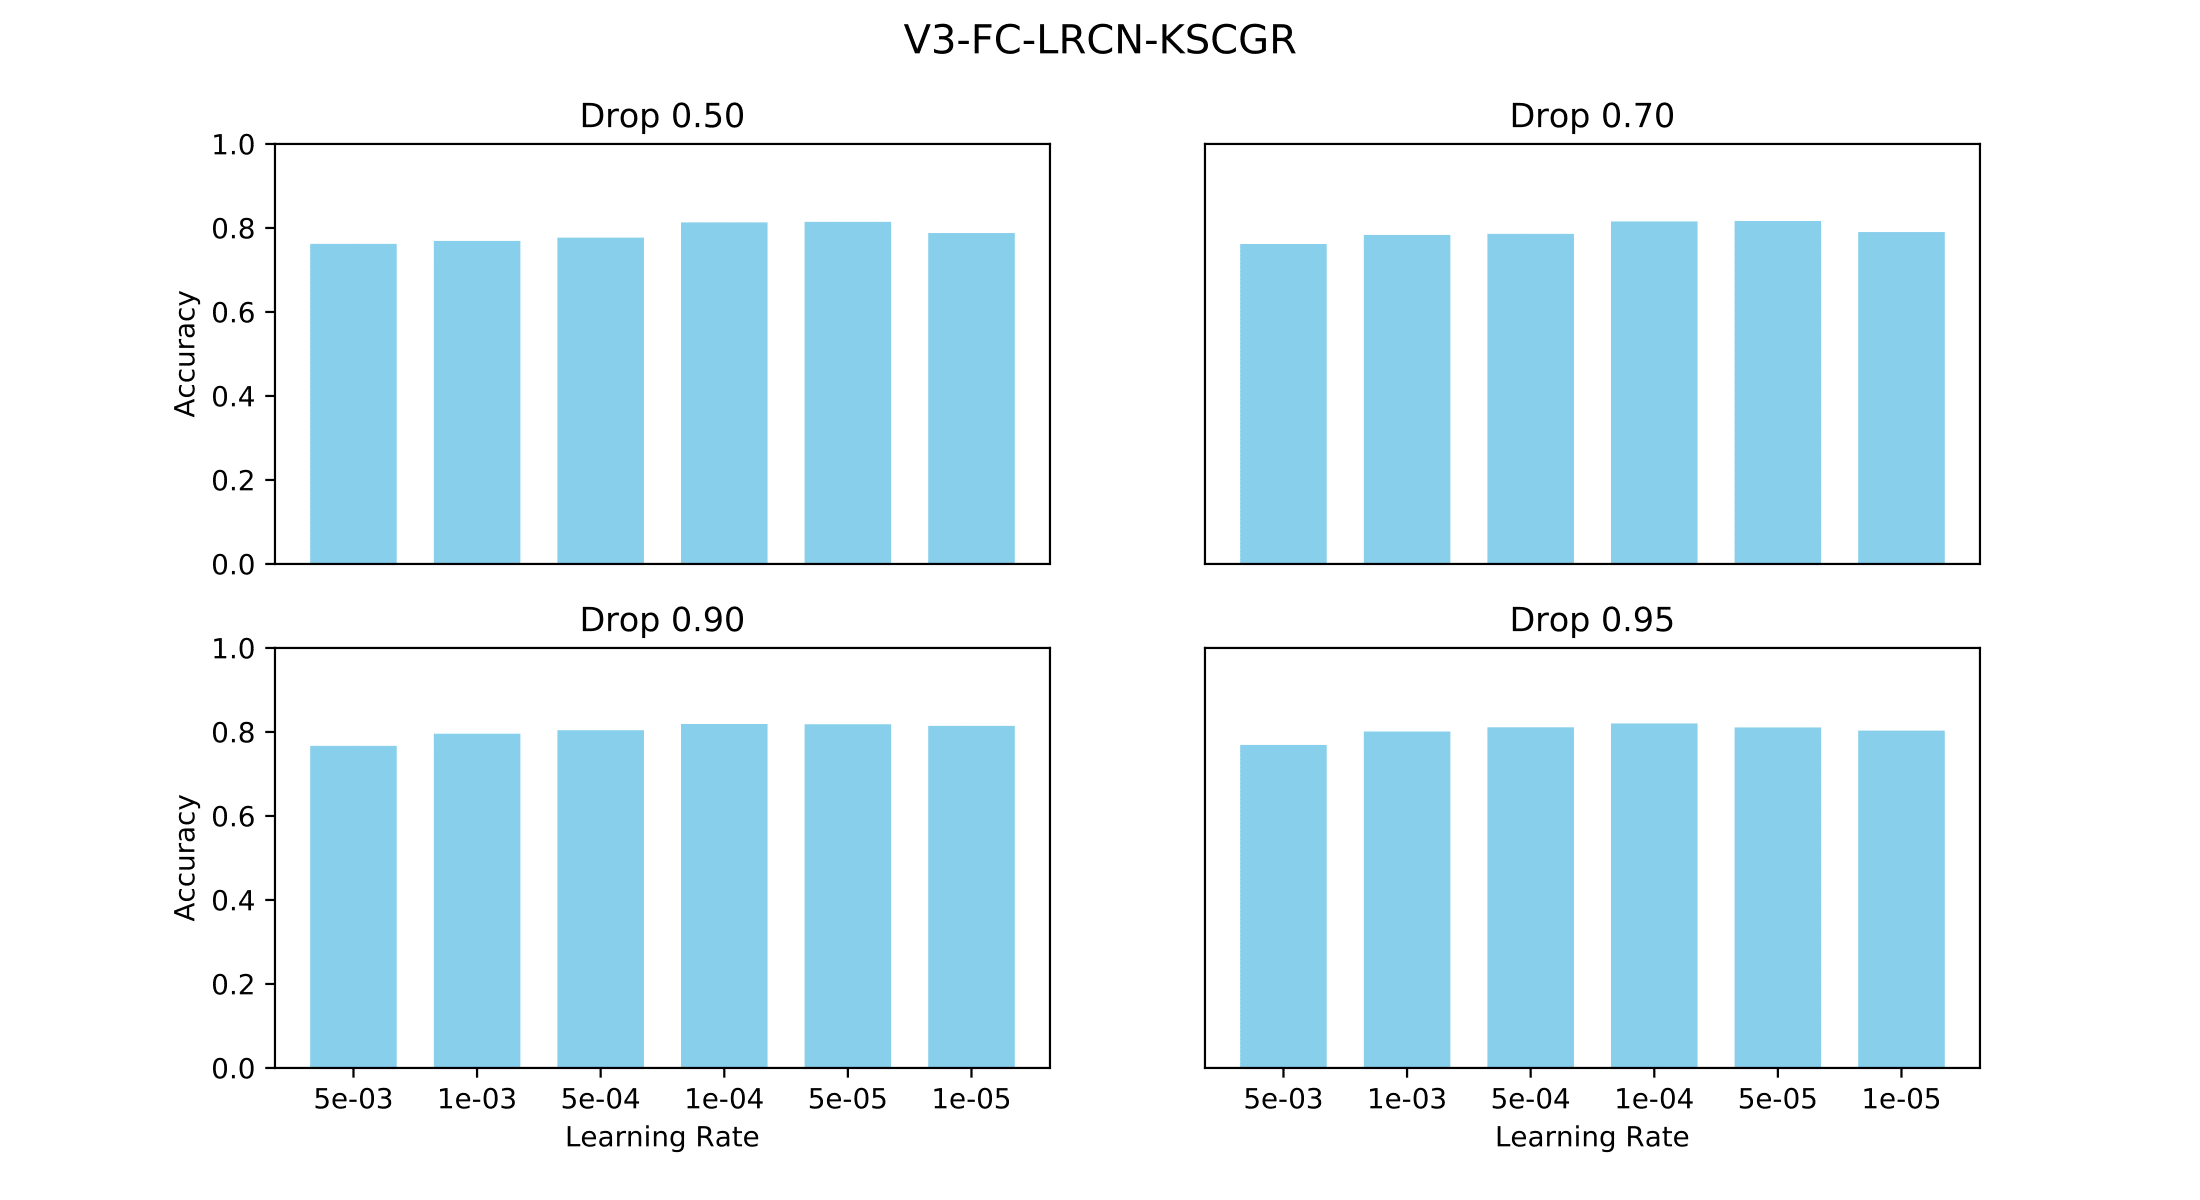 V3-FC-LRCN-KSCGR
Drop 0.50
Drop 0.70
1.0
0.8
0.6
0.4
0.2
0.0
Accuracy
Drop 0.90
Drop 0.95
1.0
0.8
0.6
0.4
0.2
0.0
Accuracy
5e-03 1e-03 5e-04 1e-04 5e-05 1e-05
Learning Rate
5e-03 1e-03 5e-04 1e-04 5e-05 1e-05
Learning Rate